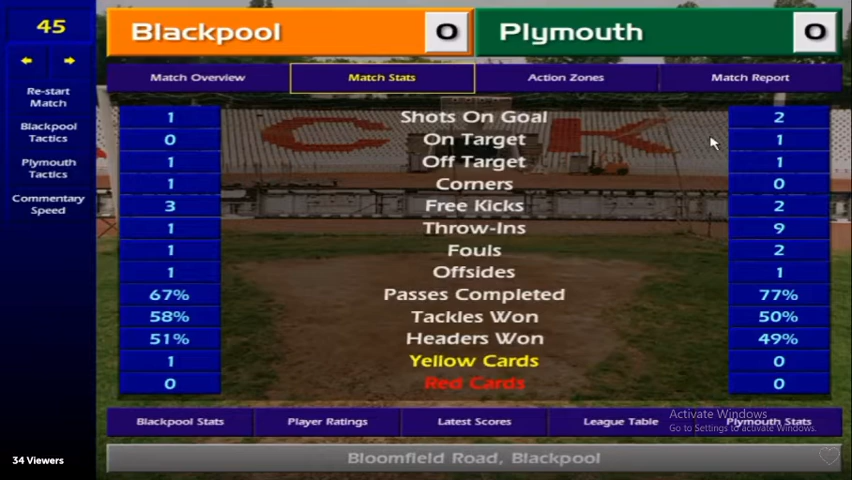 45
Blackpool 0 Plymouth 0
Match Overview Match Stats Action Zones Match Report
Re-start
Match
Blackpool
Tactics
Plymouth
Tactics
Commentary
Speed
1 Shots On Goal 2
0 On Target 1
1 Off Target 1
1 Corners 0
3 Free Kicks 2
1 Throw-Ins 9
1 Fouls 2
1 Offsides 1
67% Passes Completed 77%
58% Tackles Won 50%
51% Headers Won 49%
1 Yellow Cards 0
0 Red Cards 0
Activate Windows
Go to Settings to activate Windows.
Blackpool Stats Player Ratings Latest Scores League Table Plymouth Stats
Bloomfield Road, Blackpool
34 Viewers